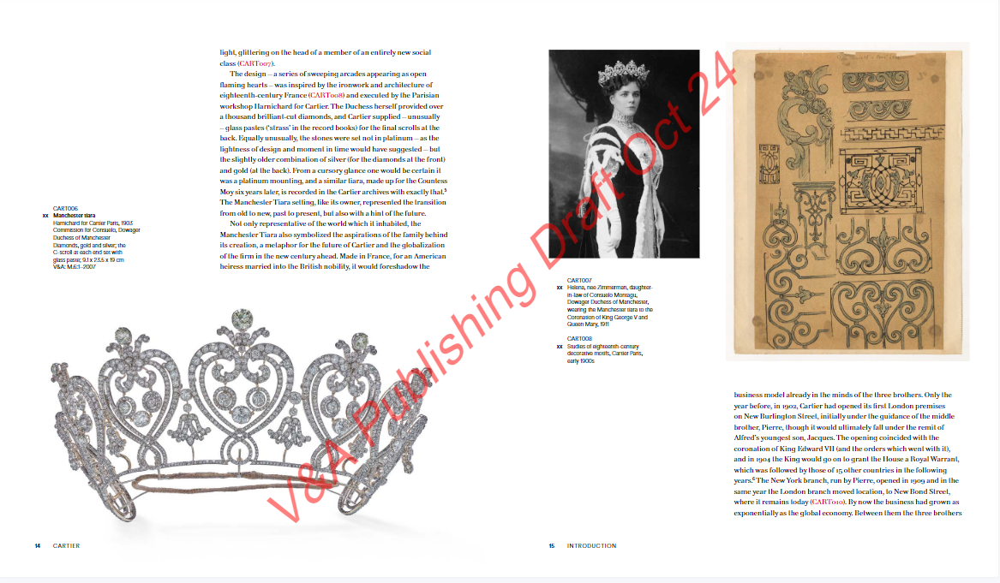 light, glittering on the head of a member of an entirely new social
class (CART007).
The design – a series of sweeping arcades appearing as open
flaming hearts – was inspired by the ironwork and architecture of
eighteenth-century France (CART008) and executed by the Parisian
workshop Harnichard for Cartier. The Duchess herself provided over
a thousand brilliant-cut diamonds, and Cartier supplied – unusually
– glass pastes (‘strass’ in the record books) for the final scrolls at the
back. Equally unusually, the stones were set not in platinum – as the
lightness of design and moment in time would have suggested – but
the slightly older combination of silver (for the diamonds at the front)
and gold (at the back). From a cursory glance one would be certain it
was a platinum mounting, and a similar tiara, made up for the Countess
Moy six years later, is recorded in the Cartier archives with exactly that.5
The Manchester Tiara setting, like its owner, represented the transition
from old to new, past to present, but also with a hint of the future.
Not only representative of the world which it inhabited, the
Manchester Tiara also symbolized the aspirations of the family behind
its creation, a metaphor for the future of Cartier and the globalization
of the firm in the new century ahead. Made in France, for an American
heiress married into the British nobility, it would foreshadow the
CART006
xx Manchester tiara
Harnichard for Cartier Paris, 1903
Commission for Consuelo, Dowager
Duchess of Manchester
Diamonds, gold and silver; the
C-scroll at each end set with
glass paste; 9.1 x 23.5 x 19 cm
V&A: M.6:1–2007
14 CARTIER
CART007
xx Helena, nee Zimmerman, daughter-
in-law of Consuelo Montagu,
Dowager Duchess of Manchester,
wearing the Manchester tiara to the
Coronation of King George V and
Queen Mary, 1911
CART008
xx Studies of eighteenth-century
decorative motifs, Cartier Paris,
early 1900s
business model already in the minds of the three brothers. Only the
year before, in 1902, Cartier had opened its first London premises
on New Burlington Street, initially under the guidance of the middle
brother, Pierre, though it would ultimately fall under the remit of
Alfred’s youngest son, Jacques. The opening coincided with the
coronation of King Edward VII (and the orders which went with it),
and in 1904 the King would go on to grant the House a Royal Warrant,
which was followed by those of 15 other countries in the following
years.6 The New York branch, run by Pierre, opened in 1909 and in the
same year the London branch moved location, to New Bond Street,
where it remains today (CART010). By now the business had grown as
exponentially as the global economy. Between them the three brothers
15 INTRODUCTION
V&A Publishing Draft Oct 24